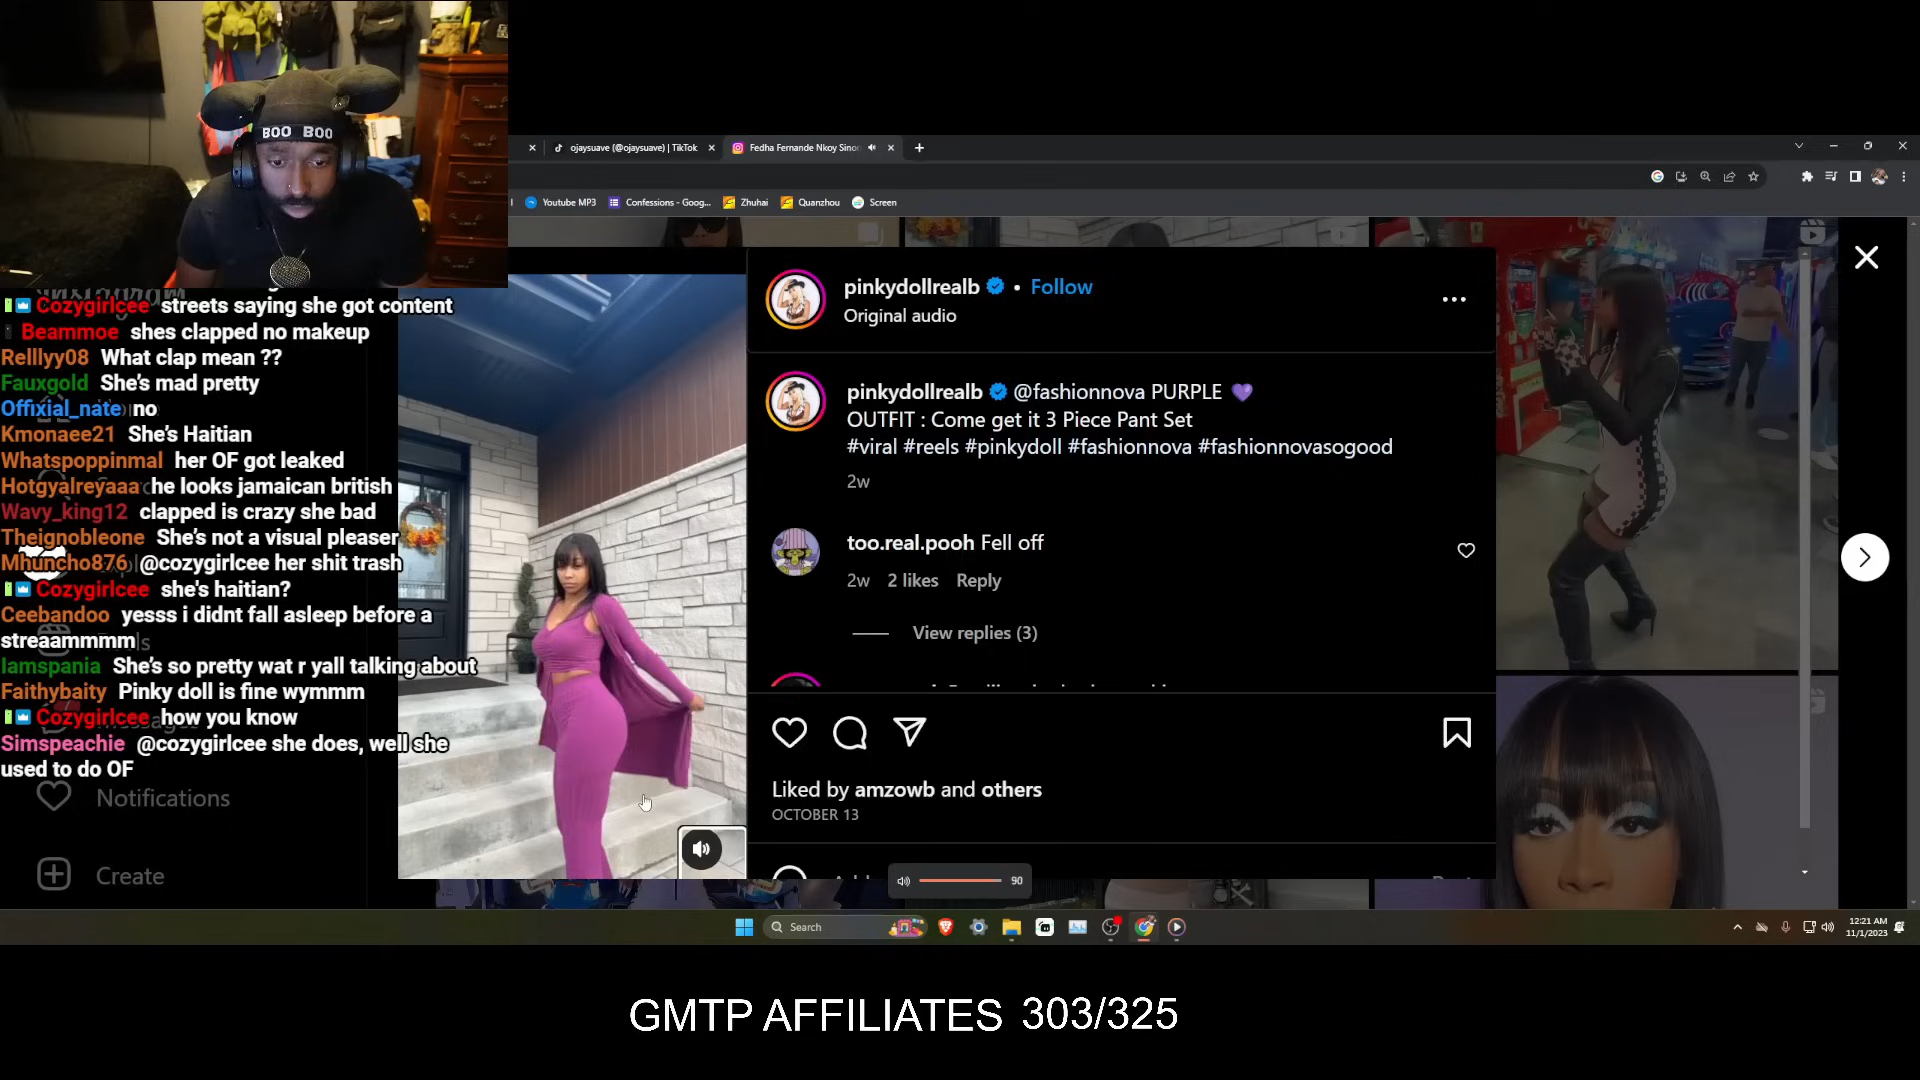 BOO BOO
ojaysuave (@ojaysuave) | TikTok
Fedha Fernande Nkoy Sinon
Youtube MP3
Confessions - Goog...
Zhuhai
Quanzhou
Screen
Cozygirlcee streets saying she got content
Beammoe shes clapped no makeup
Relllyy08 What clap mean ??
Fauxgold She's mad pretty
Offixial_nate no
Kmonaee21 She's Haitian
Whatspoppinmal her OF got leaked
Hotgyalreyaaa he looks jamaican british
Wavy_king12 clapped is crazy she bad
Theignobleone She's not a visual pleaser
Mhuncho876 @cozygirlcee her shit trash
Cozygirlcee she's haitian?
Ceebandoo yesss i didnt fall asleep before a
streaammmm
Iamspania She's so pretty wat r yall talking about
Faithybaity Pinky doll is fine wymmm
Cozygirlcee how you know
Simspeachie @cozygirlcee she does, well she
used to do OF
Notifications
Create
pinkydollrealb • Follow
Original audio
pinkydollrealb @fashionnova PURPLE 💜
OUTFIT : Come get it 3 Piece Pant Set
#viral #reels #pinkydoll #fashionnova #fashionnovasogood
2w
too.real.pooh Fell off
2w 2 likes Reply
View replies (3)
Liked by amzowb and others
OCTOBER 13
90
Search
12:21 AM
11/1/2023
GMTP AFFILIATES 303/325